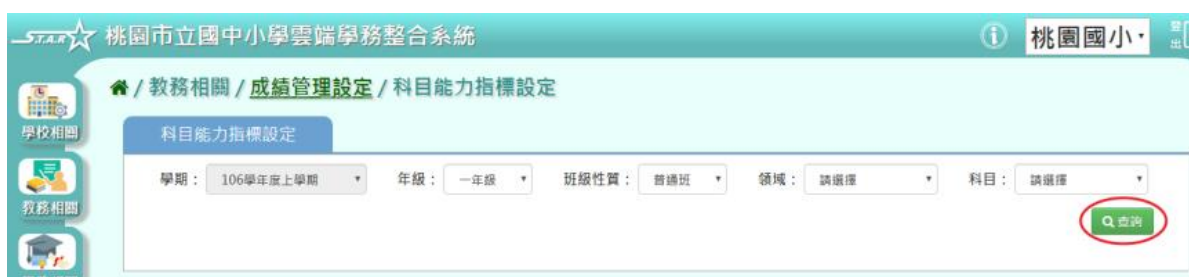 STAR 桃園市立國中小學雲端學務整合系統 桃園國小 登出
/ 教務相關 / 成績管理設定 / 科目能力指標設定
學校相關
科目能力指標設定
學期： 106學年度上學期 年級： 一年級 班級性質： 普通班 領域： 請選擇 科目： 請選擇
教務相關
查詢